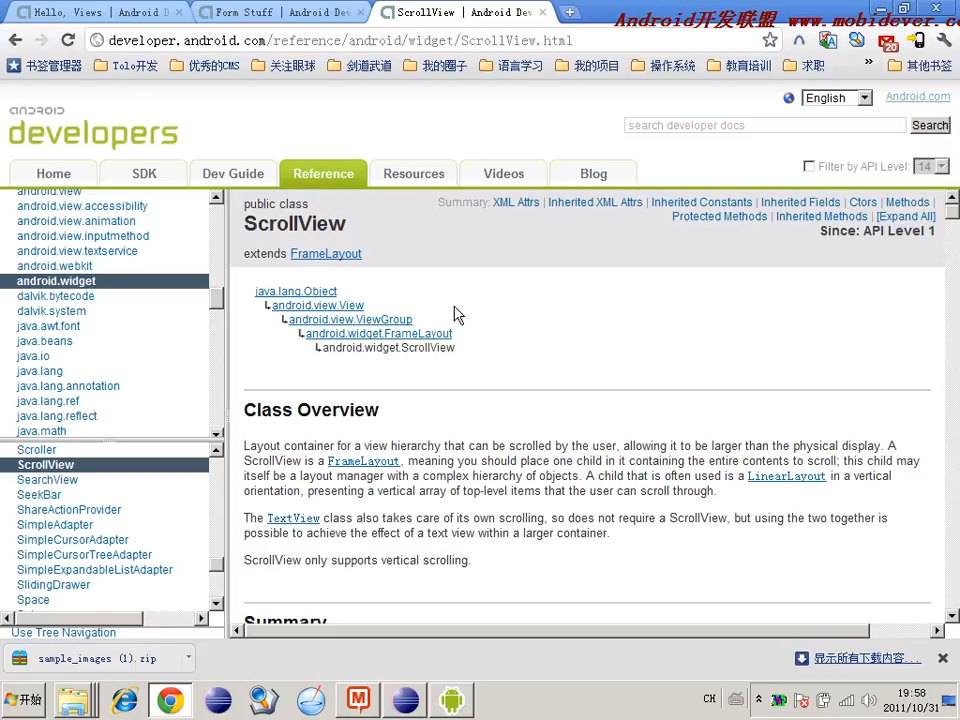 Hello, Views | Android D
Form Stuff | Android Dev
ScrollView | Android Dev
Android开发联盟 www.mobidever.co
developer.android.com/reference/android/widget/ScrollView.html
20
书签管理器 Tolo开发 优秀的CMS 关注眼球 剑道武道 我的圈子 语言学习 我的项目 操作系统 教育培训 求职 » 其他书签
English Android.com
android
developers
search developer docs Search
Home SDK Dev Guide Reference Resources Videos Blog
Filter by API Level: 14
android.view
android.view.accessibility
android.view.animation
android.view.inputmethod
android.view.textservice
android.webkit
android.widget
dalvik.bytecode
dalvik.system
java.awt.font
java.beans
java.io
java.lang
java.lang.annotation
java.lang.ref
java.lang.reflect
java.math
Scroller
ScrollView
SearchView
SeekBar
ShareActionProvider
SimpleAdapter
SimpleCursorAdapter
SimpleCursorTreeAdapter
SimpleExpandableListAdapter
SlidingDrawer
Space
Use Tree Navigation
public class
ScrollView
extends FrameLayout
Summary: XML Attrs | Inherited XML Attrs | Inherited Constants | Inherited Fields | Ctors | Methods |
Protected Methods | Inherited Methods | [Expand All]
Since: API Level 1
java.lang.Object
↳android.view.View
↳android.view.ViewGroup
↳android.widget.FrameLayout
↳android.widget.ScrollView
Class Overview
Layout container for a view hierarchy that can be scrolled by the user, allowing it to be larger than the physical display. A
ScrollView is a FrameLayout, meaning you should place one child in it containing the entire contents to scroll; this child may
itself be a layout manager with a complex hierarchy of objects. A child that is often used is a LinearLayout in a vertical
orientation, presenting a vertical array of top-level items that the user can scroll through.
The TextView class also takes care of its own scrolling, so does not require a ScrollView, but using the two together is
possible to achieve the effect of a text view within a larger container.
ScrollView only supports vertical scrolling.
Summary
sample_images (1).zip
显示所有下载内容...
开始
CH
19:58
2011/10/31